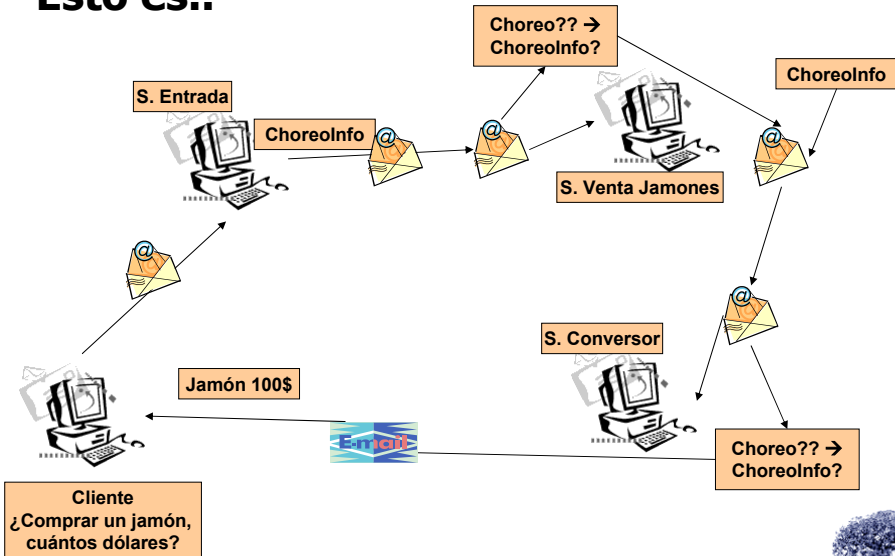 Esto es..
Choreo?? →
ChoreoInfo?
ChoreoInfo
S. Entrada
ChoreoInfo
@
@
@
S. Venta Jamones
@
@
S. Conversor
Jamón 100$
E-mail
Choreo?? →
ChoreoInfo?
Cliente
¿Comprar un jamón,
cuántos dólares?